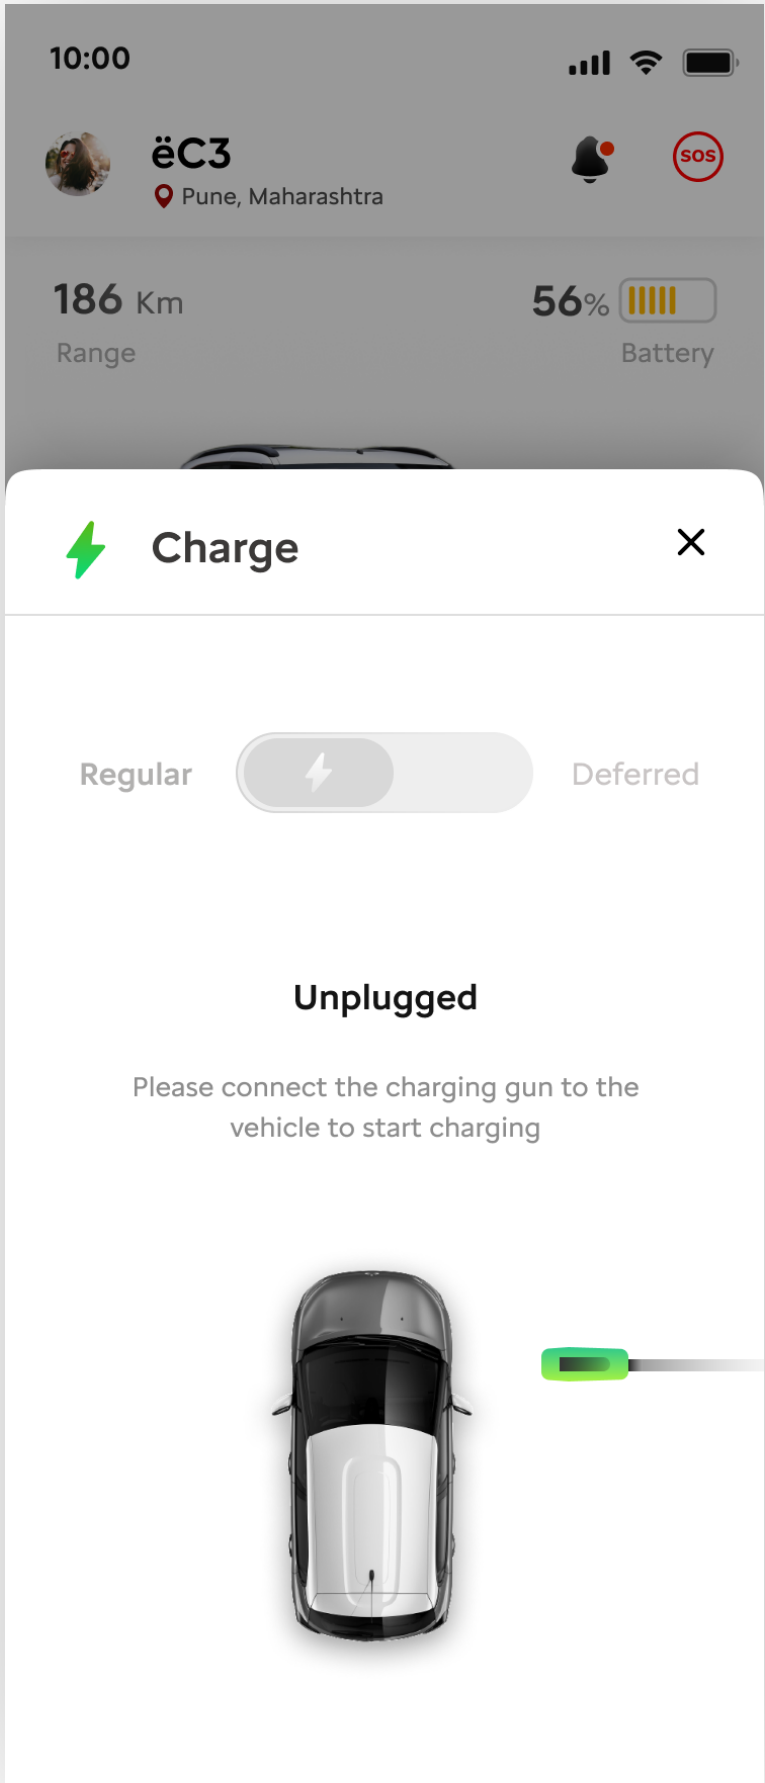 10:00
ëC3
SOS
Pune, Maharashtra
186 Km
56%
Range
Battery
Charge
Regular
Deferred
Unplugged
Please connect the charging gun to the
vehicle to start charging